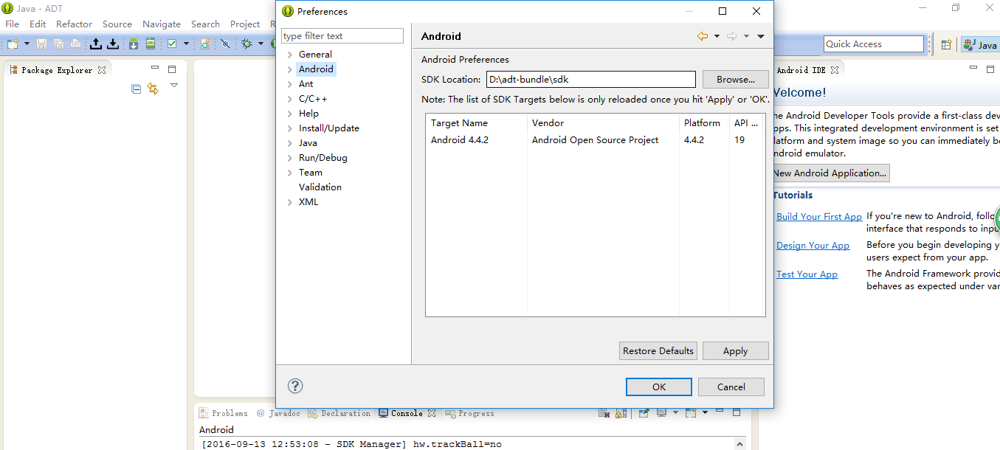 Java - ADT
File Edit Refactor Source Navigate Search Project
Quick Access
Java
Package Explorer
Preferences
type filter text
General
Android
Ant
C/C++
Help
Install/Update
Java
Run/Debug
Team
Validation
XML
Android
Android Preferences
SDK Location: D:\adt-bundle\sdk Browse...
Note: The list of SDK Targets below is only reloaded once you hit 'Apply' or 'OK'.
Target Name Vendor Platform API ...
Android 4.4.2 Android Open Source Project 4.4.2 19
Restore Defaults Apply
OK Cancel
Android IDE
Welcome!
he Android Developer Tools provide a first-class dev
pps. This integrated development environment is set
latform and system image so you can immediately be
ndroid emulator.
New Android Application...
Tutorials
Build Your First App If you're new to Android, follo
interface that responds to inpu
Design Your App Before you begin developing y
users expect from your app.
Test Your App The Android Framework provid
behaves as expected under var
Problems @ Javadoc Declaration Console Progress
Android
[2016-09-13 12:53:08 - SDK Manager] hw.trackBall=no